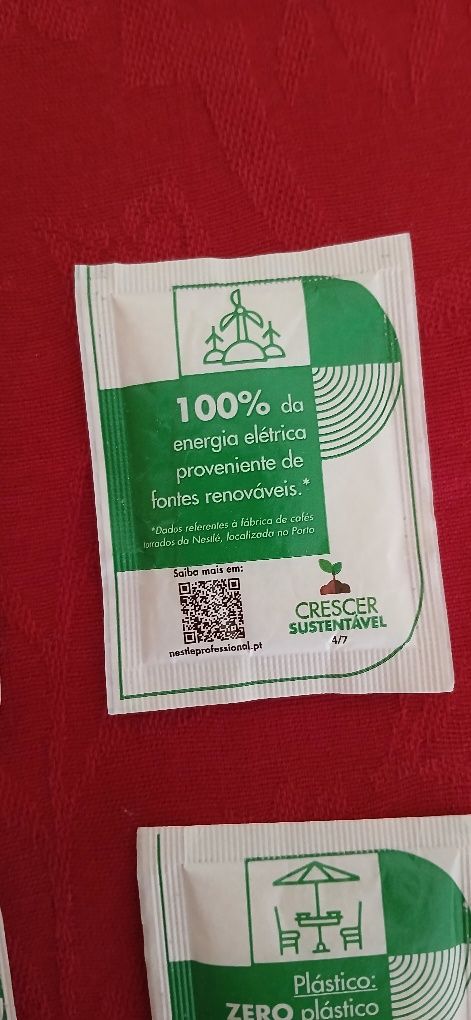 100% da
energia elétrica
proveniente de
fontes renováveis.*
*Dados referentes à fábrica de cafés
torrados da Nestlé, localizada no Porto
Saiba mais em:
nestleprofessional.pt
CRESCER
SUSTENTÁVEL
4/7
Plástico:
ZERO plástico